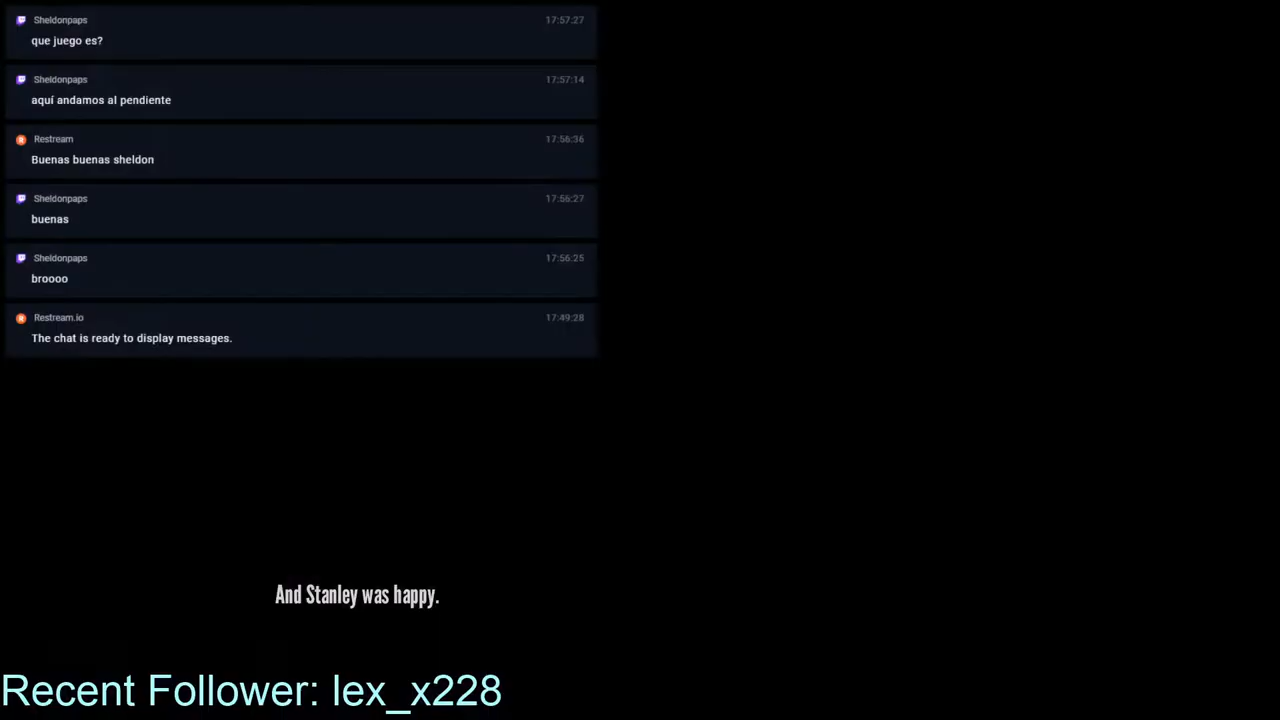 Sheldonpaps 17:57:27
que juego es?
Sheldonpaps 17:57:14
aquí andamos al pendiente
Restream 17:56:36
Buenas buenas sheldon
Sheldonpaps 17:56:27
buenas
Sheldonpaps 17:56:25
broooo
Restream.io 17:49:28
The chat is ready to display messages.
And Stanley was happy.
Recent Follower: lex_x228